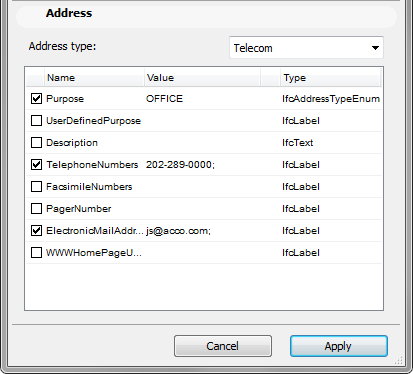 Address
Address type: Telecom
Name Value Type
Purpose OFFICE IfcAddressTypeEnum
UserDefinedPurpose IfcLabel
Description IfcText
TelephoneNumbers 202-289-0000; IfcLabel
FacsimileNumbers IfcLabel
PagerNumber IfcLabel
ElectronicMailAddr... js@acco.com; IfcLabel
WWWHomePageU... IfcLabel
Cancel Apply